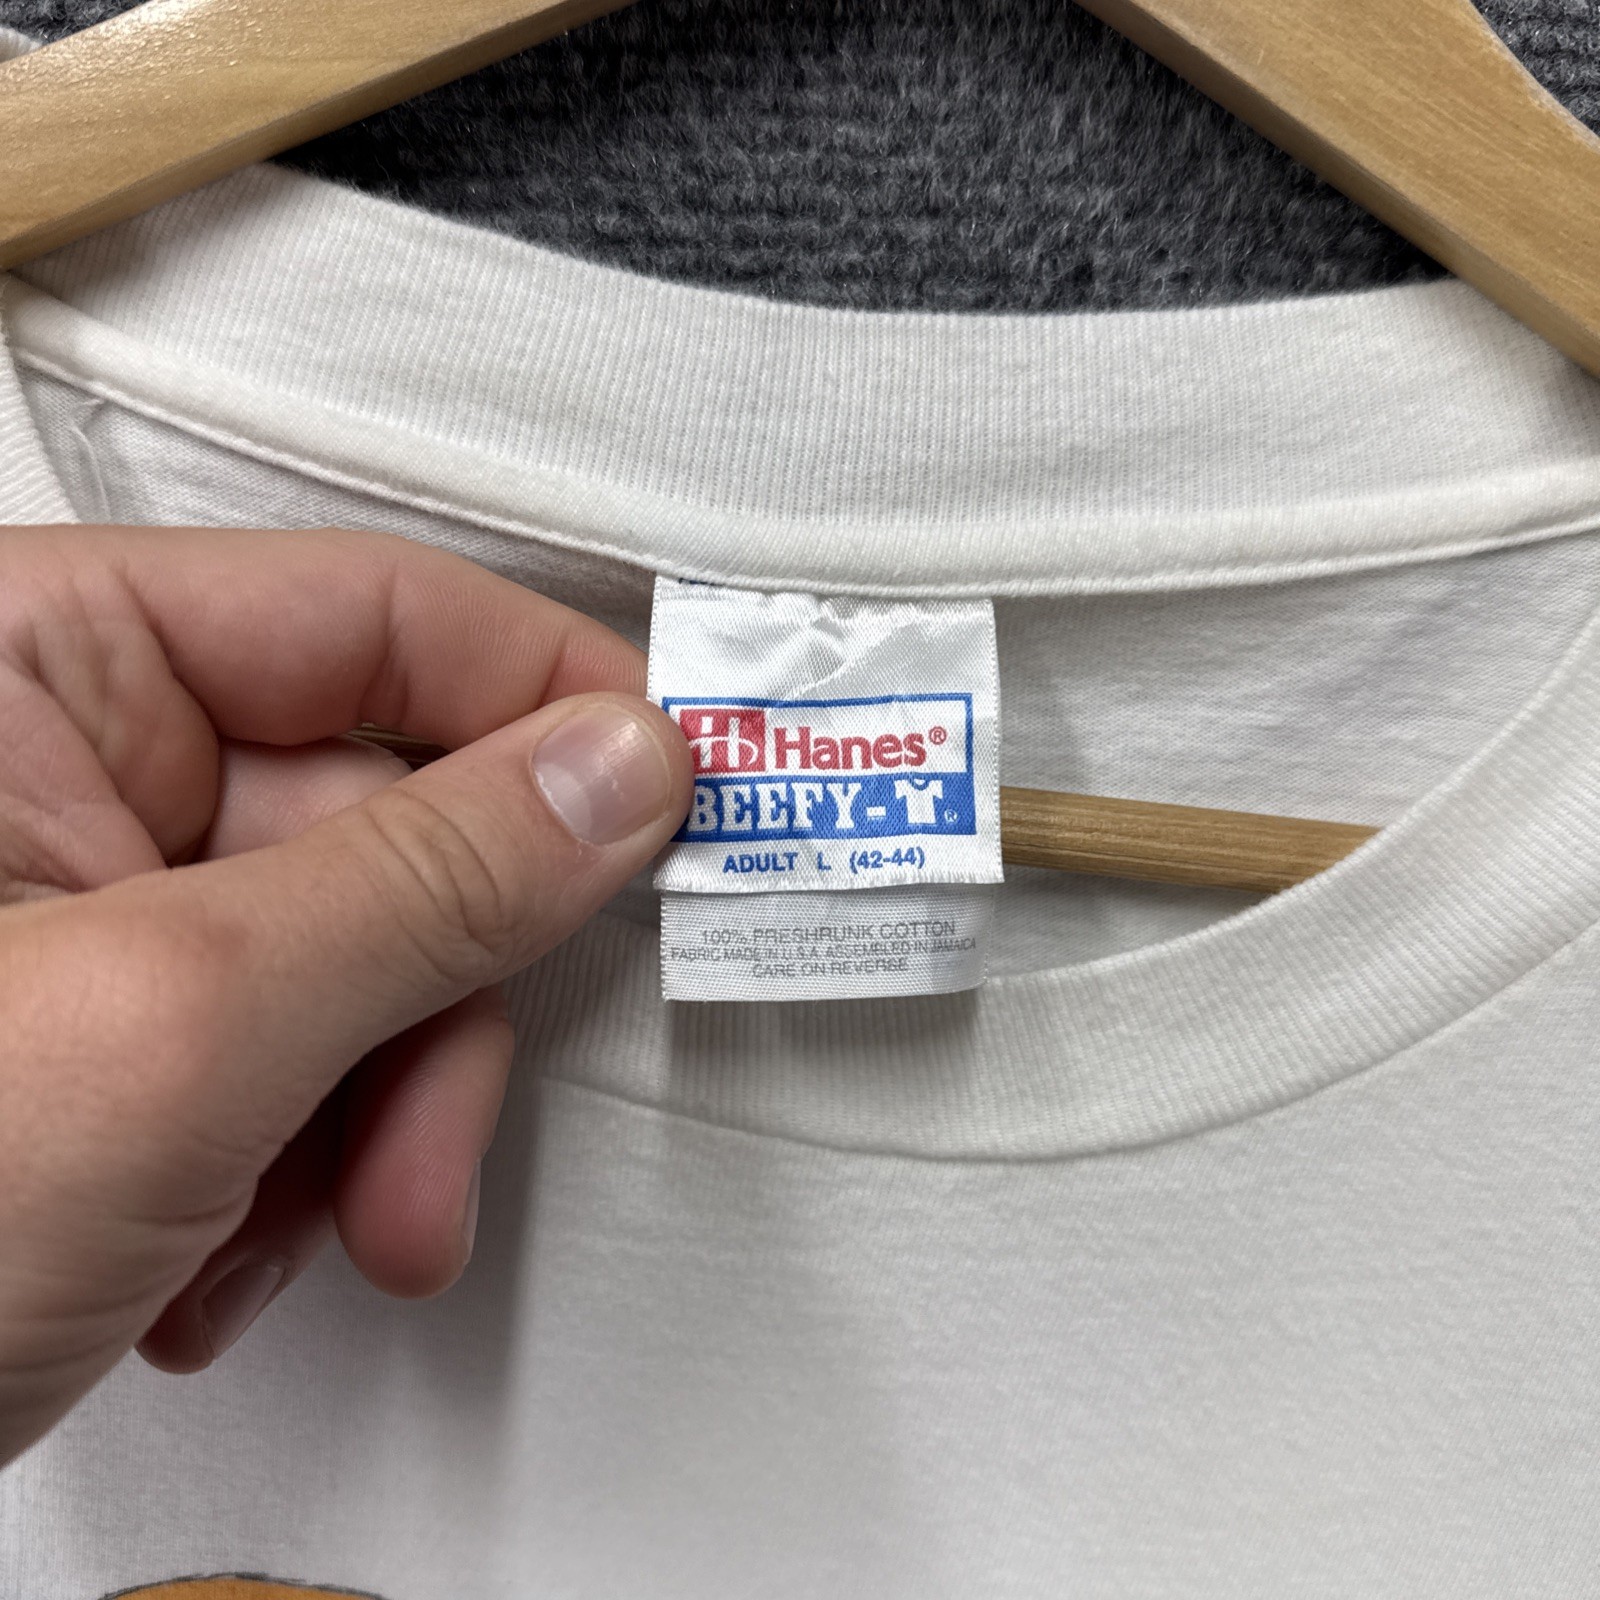 Hanes®
BEEFY-T®
ADULT L (42-44)
100% PRESHRUNK COTTON
FABRIC MADE IN U.S.A. ASSEMBLED IN JAMAICA
CARE ON REVERSE